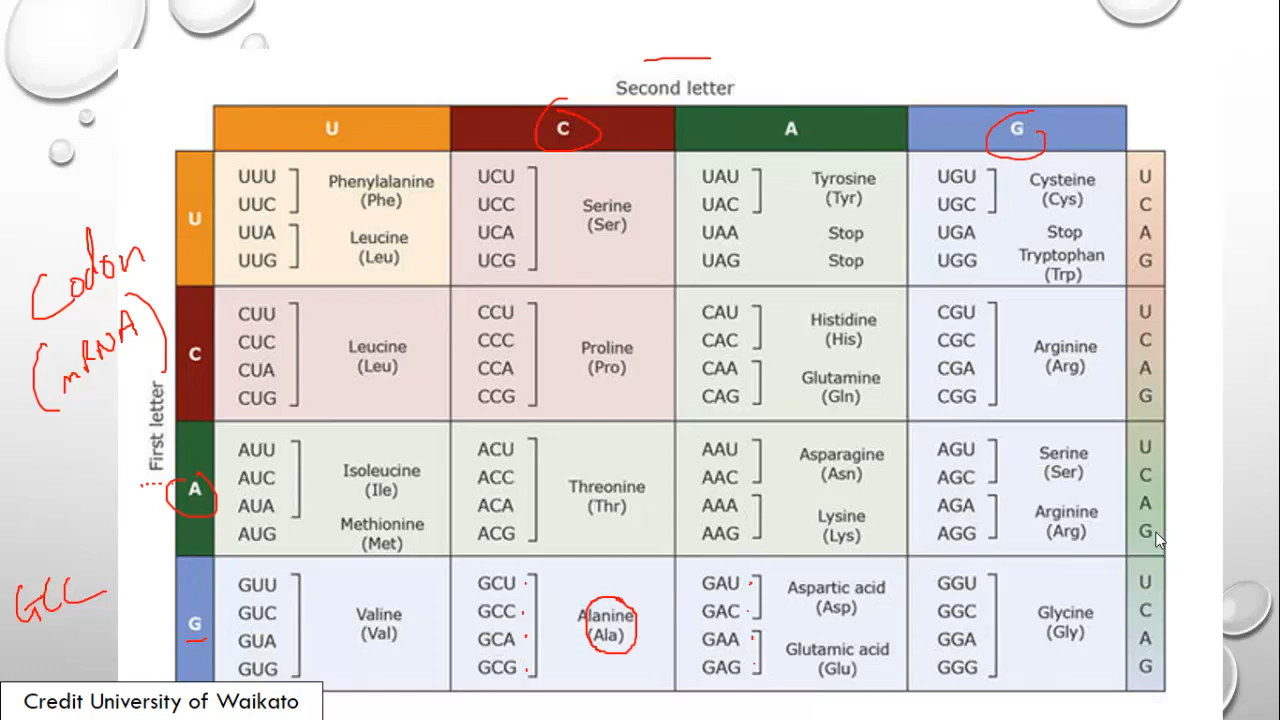 Second letter
U C A G
U
UUU
UUC
Phenylalanine
(Phe)
UUA
UUG
Leucine
(Leu)
UCU
UCC
UCA
UCG
Serine
(Ser)
UAU
UAC
Tyrosine
(Tyr)
UAA Stop
UAG Stop
UGU
UGC
Cysteine
(Cys)
UGA Stop
UGG Tryptophan
(Trp)
U
C
A
G
C
CUU
CUC
CUA
CUG
Leucine
(Leu)
CCU
CCC
CCA
CCG
Proline
(Pro)
CAU
CAC
Histidine
(His)
CAA
CAG
Glutamine
(Gln)
CGU
CGC
CGA
CGG
Arginine
(Arg)
U
C
A
G
A
AUU
AUC
AUA
Isoleucine
(Ile)
AUG Methionine
(Met)
ACU
ACC
ACA
ACG
Threonine
(Thr)
AAU
AAC
Asparagine
(Asn)
AAA
AAG
Lysine
(Lys)
AGU
AGC
Serine
(Ser)
AGA
AGG
Arginine
(Arg)
U
C
A
G
G
GUU
GUC
GUA
GUG
Valine
(Val)
GCU
GCC
GCA
GCG
Alanine
(Ala)
GAU
GAC
Aspartic acid
(Asp)
GAA
GAG
Glutamic acid
(Glu)
GGU
GGC
GGA
GGG
Glycine
(Gly)
U
C
A
G
First letter
Codon
(mRNA)
GCC
Credit University of Waikato